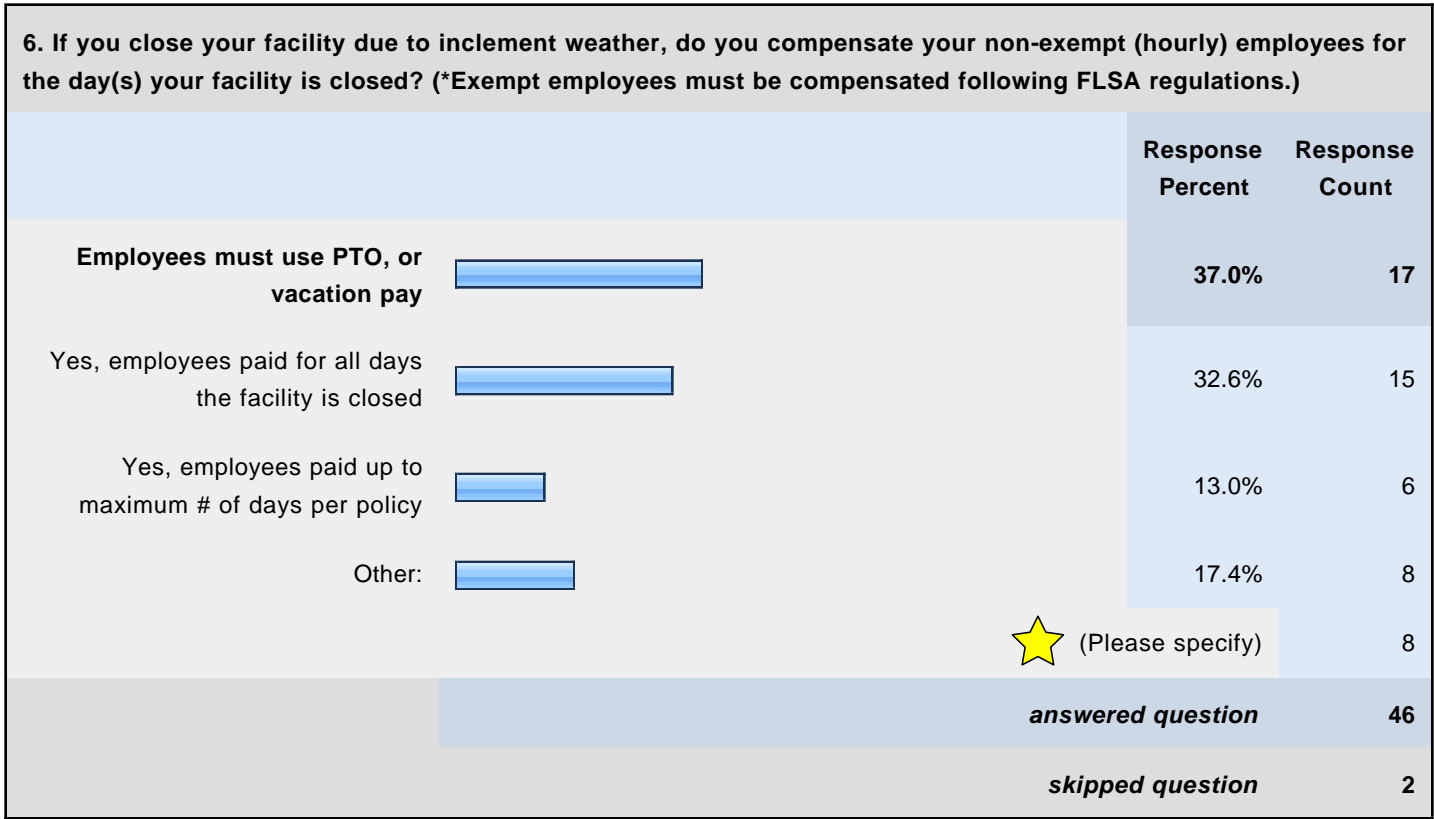 6. If you close your facility due to inclement weather, do you compensate your non-exempt (hourly) employees for
the day(s) your facility is closed? (*Exempt employees must be compensated following FLSA regulations.)
Response Response
Percent Count
Employees must use PTO, or
vacation pay
37.0% 17
Yes, employees paid for all days
the facility is closed
32.6% 15
Yes, employees paid up to
maximum # of days per policy
13.0% 6
Other: 17.4% 8
(Please specify) 8
answered question 46
skipped question 2